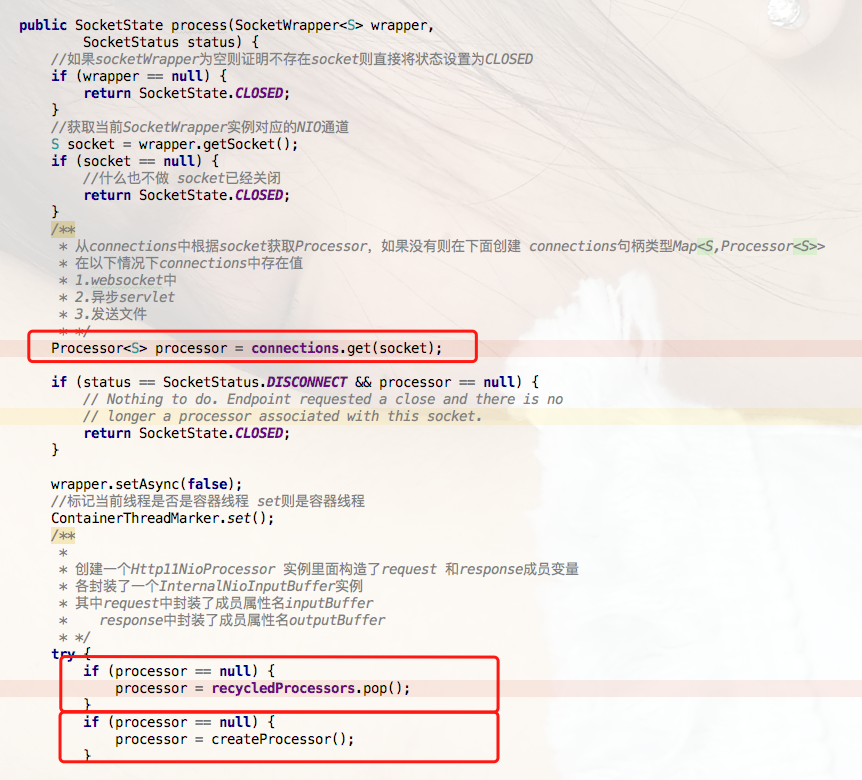 public SocketState process(SocketWrapper<S> wrapper,
        SocketStatus status) {
    //如果socketWrapper为空则证明不存在socket则直接将状态设置为CLOSED
    if (wrapper == null) {
        return SocketState.CLOSED;
    }
    //获取当前SocketWrapper实例对应的NIO通道
    S socket = wrapper.getSocket();
    if (socket == null) {
        //什么也不做 socket已经关闭
        return SocketState.CLOSED;
    }
    /**
     * 从connections中根据socket获取Processor，如果没有则在下面创建 connections句柄类型Map<S,Processor<S>>
     * 在以下情况下connections中存在值
     * 1.websocket中
     * 2.异步servlet
     * 3.发送文件
     * */
    Processor<S> processor = connections.get(socket);
    if (status == SocketStatus.DISCONNECT && processor == null) {
        // Nothing to do. Endpoint requested a close and there is no
        // longer a processor associated with this socket.
        return SocketState.CLOSED;
    }
    wrapper.setAsync(false);
    //标记当前线程是否是容器线程 set则是容器线程
    ContainerThreadMarker.set();
    /**
     *
     * 创建一个Http11NioProcessor 实例里面构造了request 和response成员变量
     * 各封装了一个InternalNioInputBuffer实例
     * 其中request中封装了成员属性名inputBuffer
     *    response中封装了成员属性名outputBuffer
     * */
    try {
        if (processor == null) {
            processor = recycledProcessors.pop();
        }
        if (processor == null) {
            processor = createProcessor();
        }